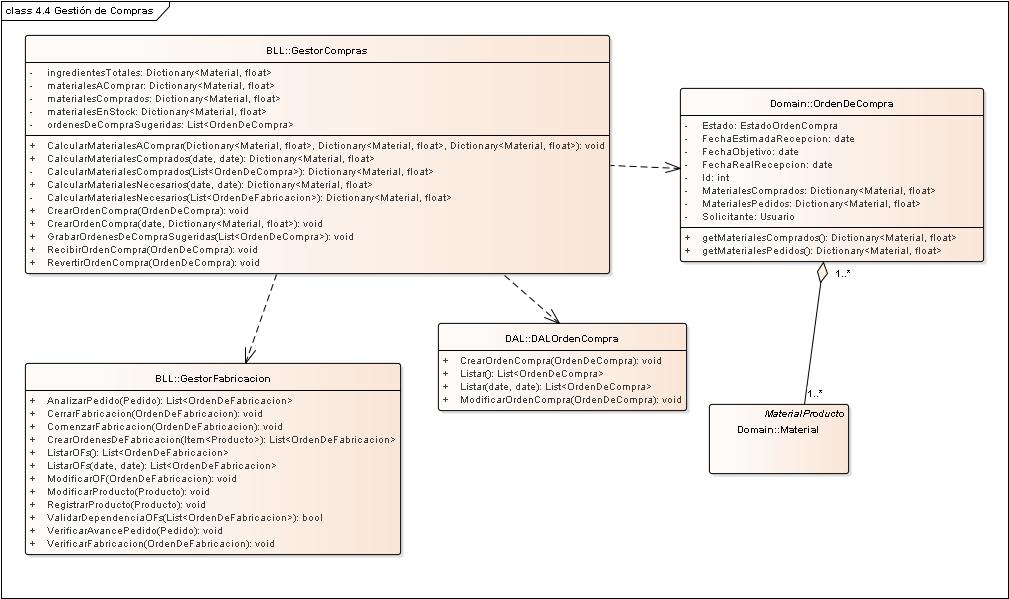 class 4.4 Gestión de Compras
BLL::GestorCompras
- ingredientesTotales: Dictionary<Material, float>
- materialesAComprar: Dictionary<Material, float>
- materialesComprados: Dictionary<Material, float>
- materialesEnStock: Dictionary<Material, float>
- ordenesDeCompraSugeridas: List<OrdenDeCompra>
+ CalcularMaterialesAComprar(Dictionary<Material, float>, Dictionary<Material, float>, Dictionary<Material, float>): void
+ CalcularMaterialesComprados(date, date): Dictionary<Material, float>
- CalcularMaterialesComprados(List<OrdenDeCompra>): Dictionary<Material, float>
+ CalcularMaterialesNecesarios(date, date): Dictionary<Material, float>
- CalcularMaterialesNecesarios(List<OrdenDeFabricacion>): Dictionary<Material, float>
+ CrearOrdenCompra(OrdenDeCompra): void
+ CrearOrdenCompra(date, Dictionary<Material, float>): void
+ GrabarOrdenesDeCompraSugeridas(List<OrdenDeCompra>): void
+ RecibirOrdenCompra(OrdenDeCompra): void
+ RevertirOrdenCompra(OrdenDeCompra): void
Domain::OrdenDeCompra
- Estado: EstadoOrdenCompra
- FechaEstimadaRecepcion: date
- FechaObjetivo: date
- FechaRealRecepcion: date
- Id: int
- MaterialesComprados: Dictionary<Material, float>
- MaterialesPedidos: Dictionary<Material, float>
- Solicitante: Usuario
+ getMaterialesComprados(): Dictionary<Material, float>
+ getMaterialesPedidos(): Dictionary<Material, float>
1..*
1..*
DAL::DALOrdenCompra
+ CrearOrdenCompra(OrdenDeCompra): void
+ Listar(): List<OrdenDeCompra>
+ Listar(date, date): List<OrdenDeCompra>
+ ModificarOrdenCompra(OrdenDeCompra): void
BLL::GestorFabricacion
+ AnalizarPedido(Pedido): List<OrdenDeFabricacion>
+ CerrarFabricacion(OrdenDeFabricacion): void
+ ComenzarFabricacion(OrdenDeFabricacion): void
+ CrearOrdenesDeFabricacion(Item<Producto>): List<OrdenDeFabricacion>
+ ListarOFs(): List<OrdenDeFabricacion>
+ ListarOFs(date, date): List<OrdenDeFabricacion>
+ ModificarOF(OrdenDeFabricacion): void
+ ModificarProducto(Producto): void
+ RegistrarProducto(Producto): void
+ ValidarDependenciaOFs(List<OrdenDeFabricacion>): bool
+ VerificarAvancePedido(Pedido): void
+ VerificarFabricacion(OrdenDeFabricacion): void
MaterialProducto
Domain::Material